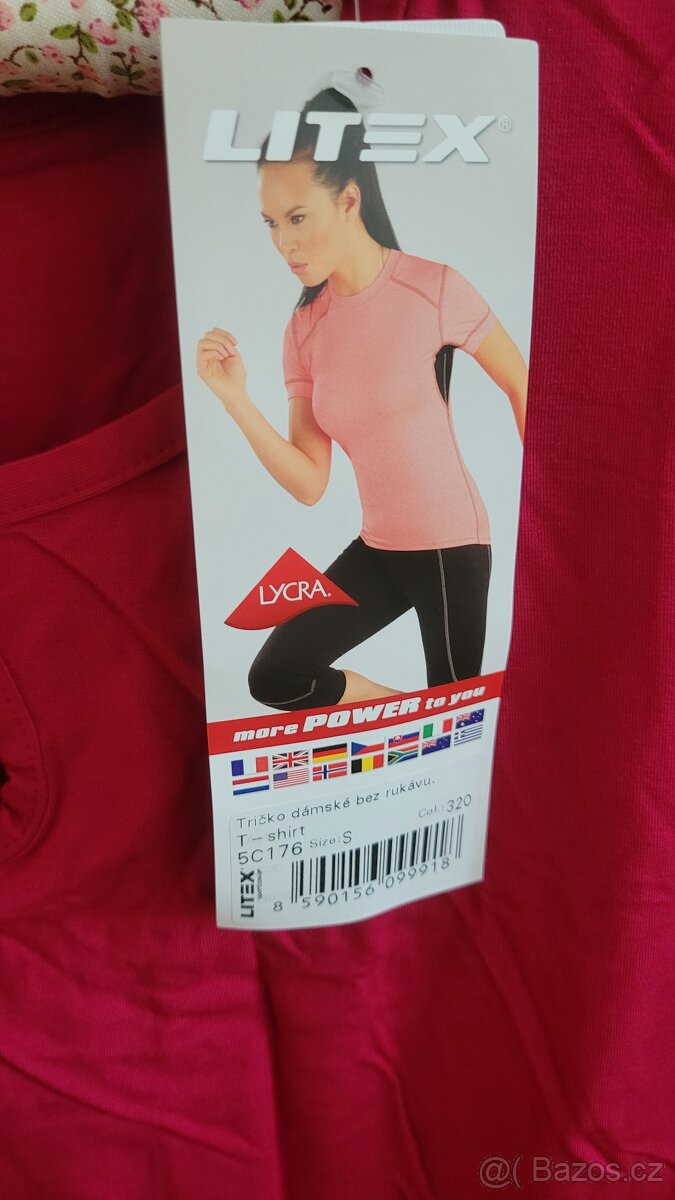 LITEX®
LYCRA®
more POWER to you
Tričko dámské bez rukávu.
T-shirt
Col.: 320
5C176 Size: S
LITEX
8 590156 099918
@( Bazos.cz